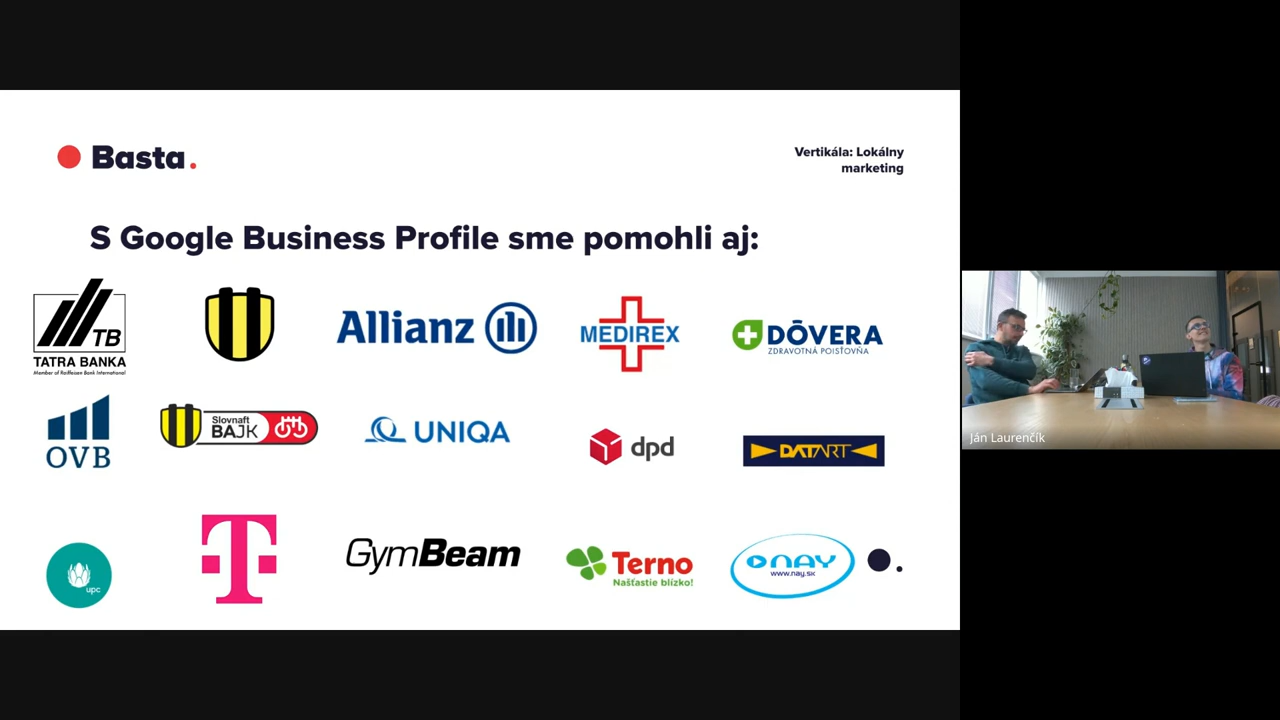 Basta.
Vertikála: Lokálny
marketing
S Google Business Profile sme pomohli aj:
TB
TATRA BANKA
Member of Raiffeisen Bank International
Allianz
MEDIREX
DÔVERA
ZDRAVOTNÁ POISŤOVŇA
OVB
Slovnaft
BAJK
UNIQA
dpd
DATART
upc
T
GymBeam
Terno
Našťastie blízko!
NAY
www.nay.sk
Ján Laurenčík